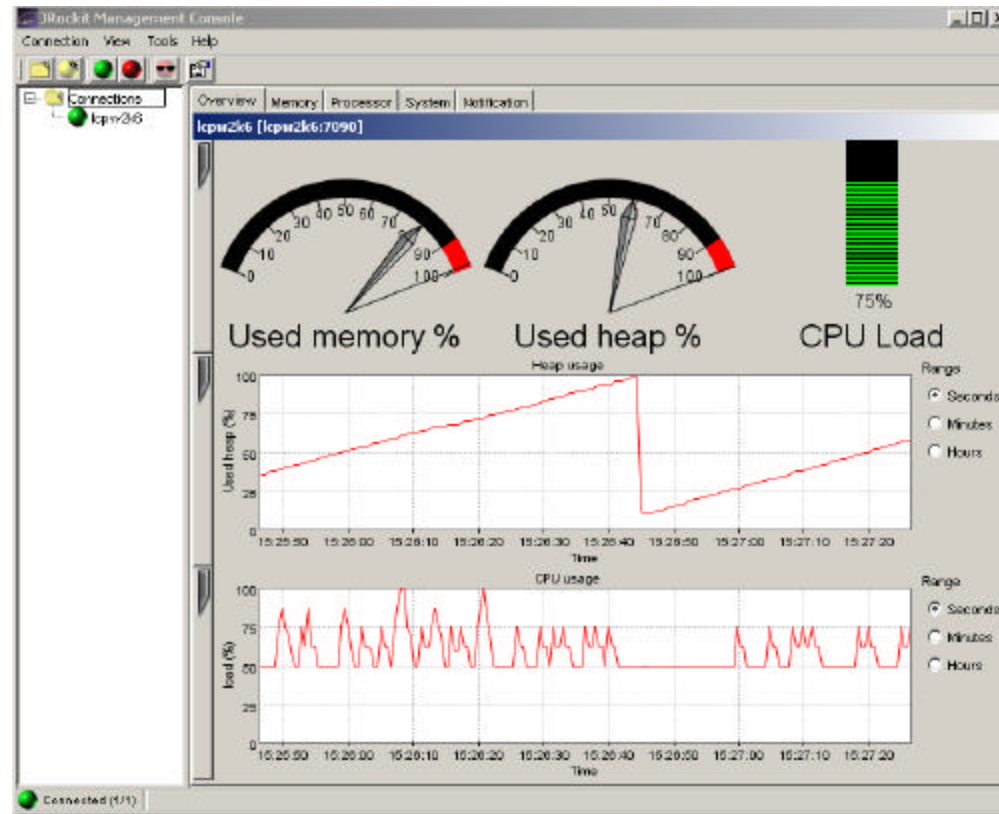 JRockit Management Console
Connection View Tools Help
Connections
lcpw2k6
Overview Memory Processor System Notification
lcpw2k6 [lcpw2k6:7090]
0 10 20 30 40 50 60 70 90 100
0 10 20 30 40 50 70 80 90 100
75%
Used memory % Used heap % CPU Load
Heap usage
Range
100
75
50
25
0
Used heap (%)
Seconds
Minutes
Hours
15:25:50 15:26:00 15:26:10 15:26:20 15:26:30 15:26:40 15:26:50 15:27:00 15:27:10 15:27:20
Time
CPU usage
Range
100
75
50
25
0
load (%)
Seconds
Minutes
Hours
15:25:50 15:26:00 15:26:10 15:26:20 15:26:30 15:26:40 15:26:50 15:27:00 15:27:10 15:27:20
Time
Connected (1/1)